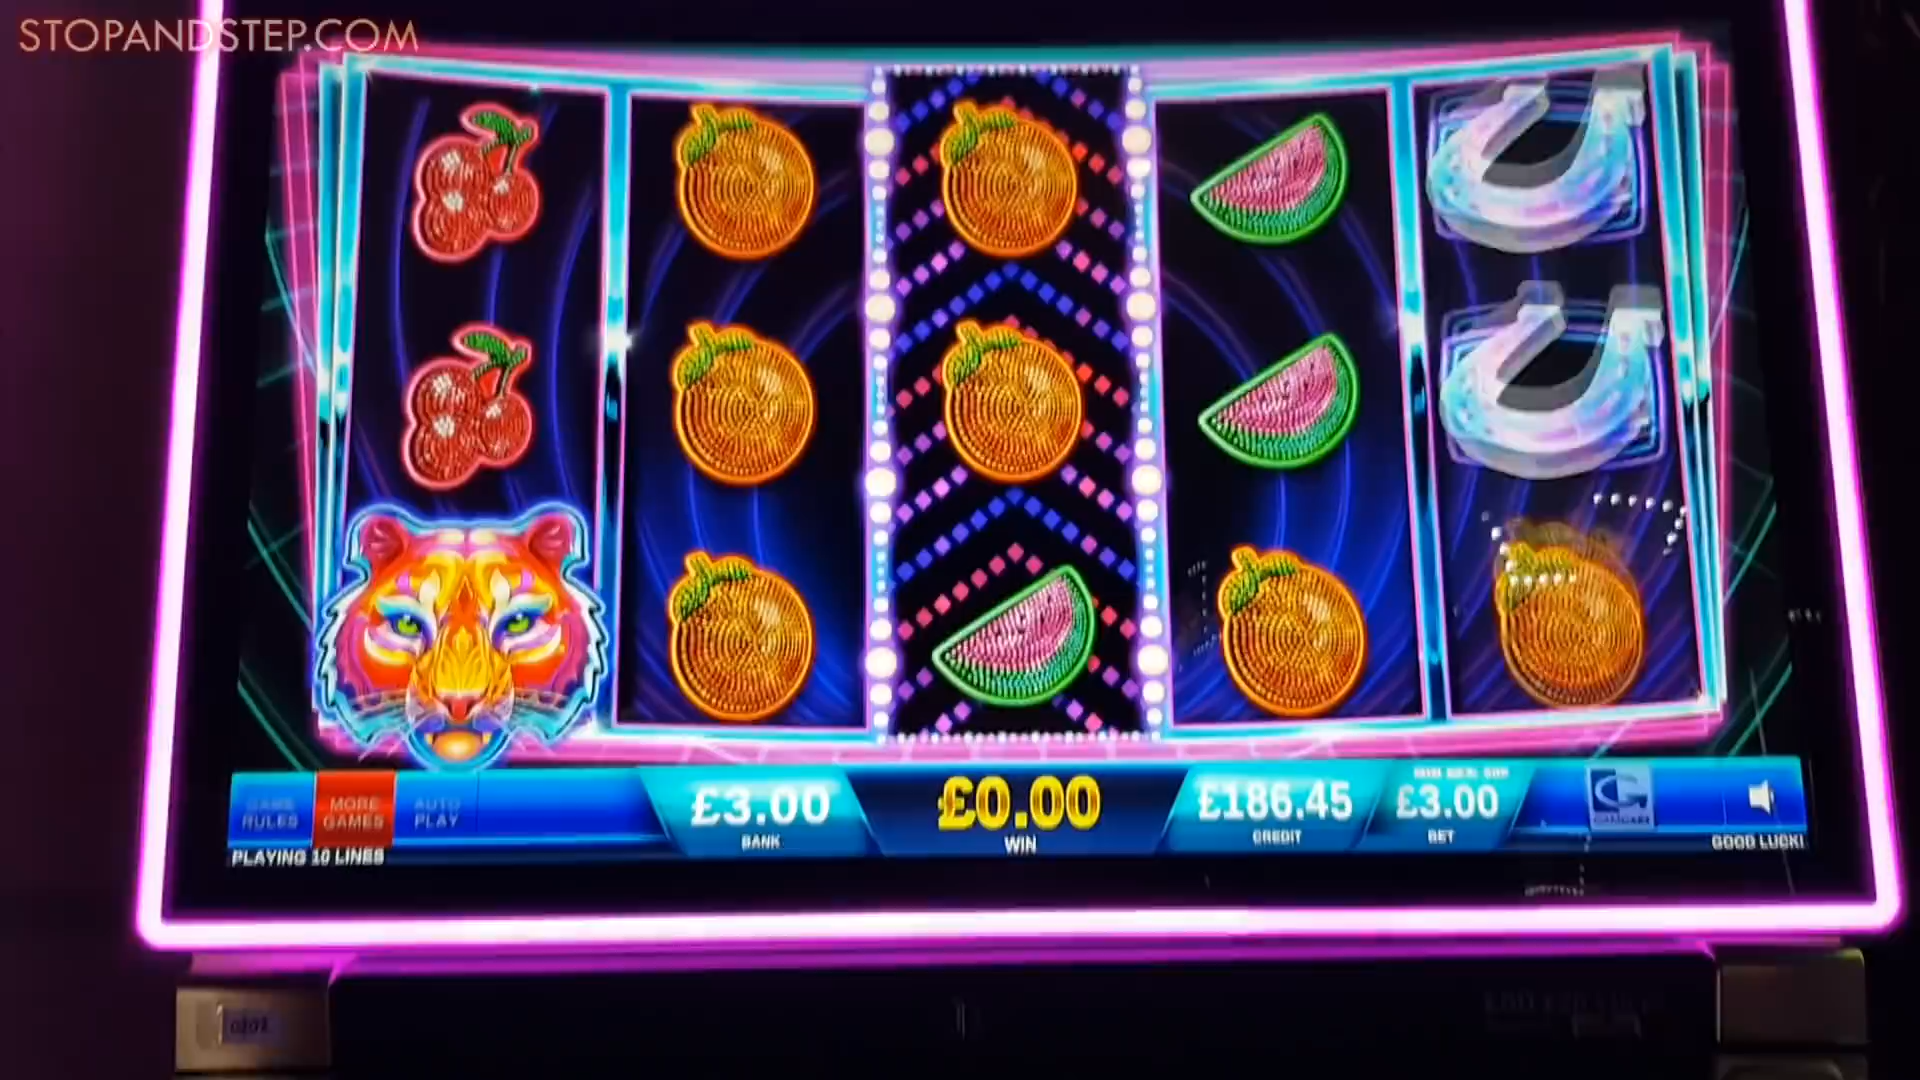 STOPANDSTEP.COM
GAME RULES
MORE GAMES
AUTO PLAY
£3.00
BANK
£0.00
WIN
£186.45
CREDIT
£3.00
BET
GOOD LUCK!
PLAYING 10 LINES